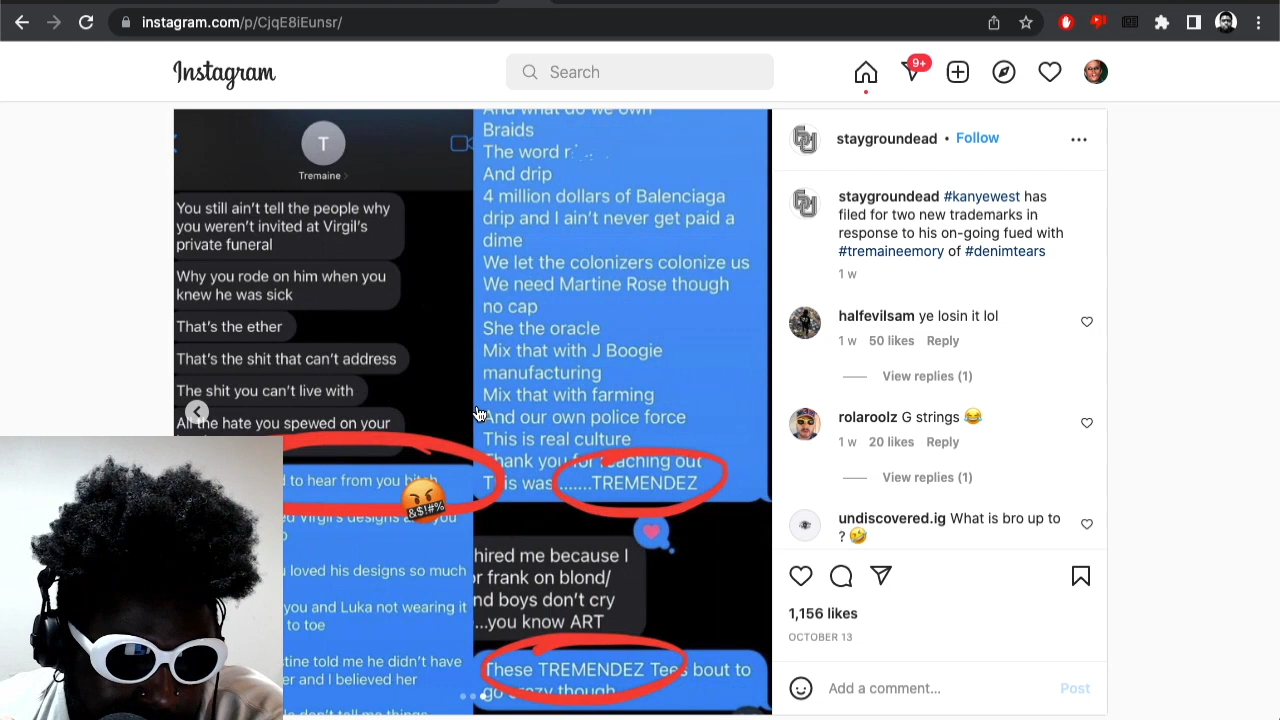 instagram.com/p/CjqE8iEunsr/
Instagram
Search
9+
T
Tremaine
You still ain't tell the people why
you weren't invited at Virgil's
private funeral
Why you rode on him when you
knew he was sick
That's the ether
That's the shit that can't address
The shit you can't live with
All the hate you spewed on your
d to hear from you bitch
&$!#%
Virgil's designs you
loved his designs so much
you and Luka not wearing it
to toe
tine told me he didn't have
er and I believed her
don't tell me things
And what do we own
Braids
The word
And drip
4 million dollars of Balenciaga
drip and I ain't never get paid a
dime
We let the colonizers colonize us
We need Martine Rose though
no cap
She the oracle
Mix that with J Boogie
manufacturing
Mix that with farming
And our own police force
This is real culture
Thank you for reaching out
This was .......TREMENDEZ
hired me because I
r frank on blond/
nd boys don't cry
...you know ART
These TREMENDEZ Tees bout to
go crazy though
staygroundead • Follow
staygroundead #kanyewest has
filed for two new trademarks in
response to his on-going fued with
#tremaineemory of #denimtears
1 w
halfevilsam ye losin it lol
1 w 50 likes Reply
View replies (1)
rolaroolz G strings 😂
1 w 20 likes Reply
View replies (1)
undiscovered.ig What is bro up to
? 🤣
1,156 likes
OCTOBER 13
Add a comment...
Post